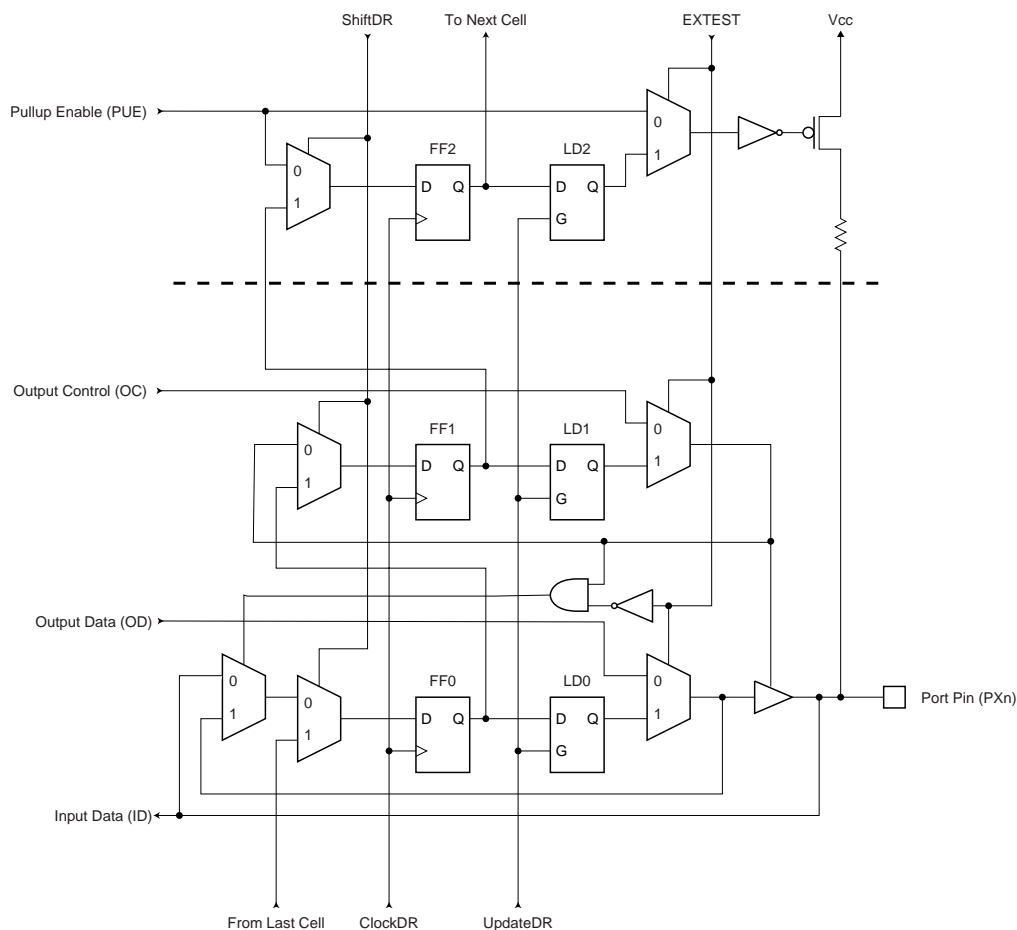 ShiftDR To Next Cell EXTEST Vcc
Pullup Enable (PUE)
0
1
FF2
D Q
LD2
D Q
G
0
1
Output Control (OC)
0
1
FF1
D Q
LD1
D Q
G
0
1
Output Data (OD)
0
1
0
1
FF0
D Q
LD0
D Q
G
0
1
Port Pin (PXn)
Input Data (ID)
From Last Cell ClockDR UpdateDR